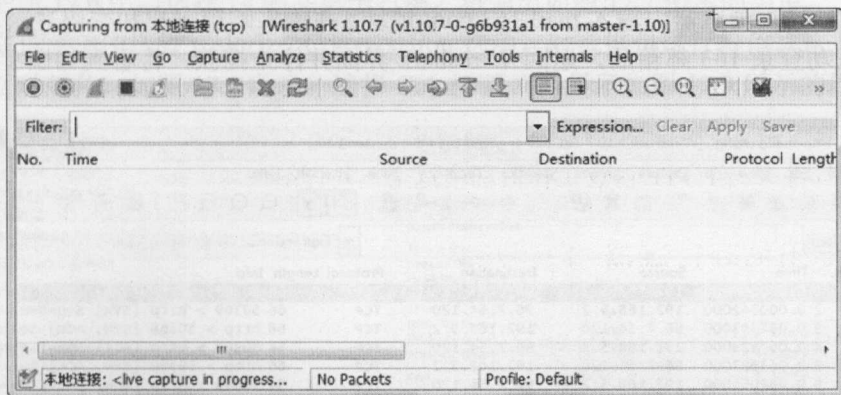 Capturing from 本地连接 (tcp) [Wireshark 1.10.7 (v1.10.7-0-g6b931a1 from master-1.10)]
File Edit View Go Capture Analyze Statistics Telephony Tools Internals Help
Filter: Expression... Clear Apply Save
No. Time Source Destination Protocol Length
本地连接: <live capture in progress... No Packets Profile: Default